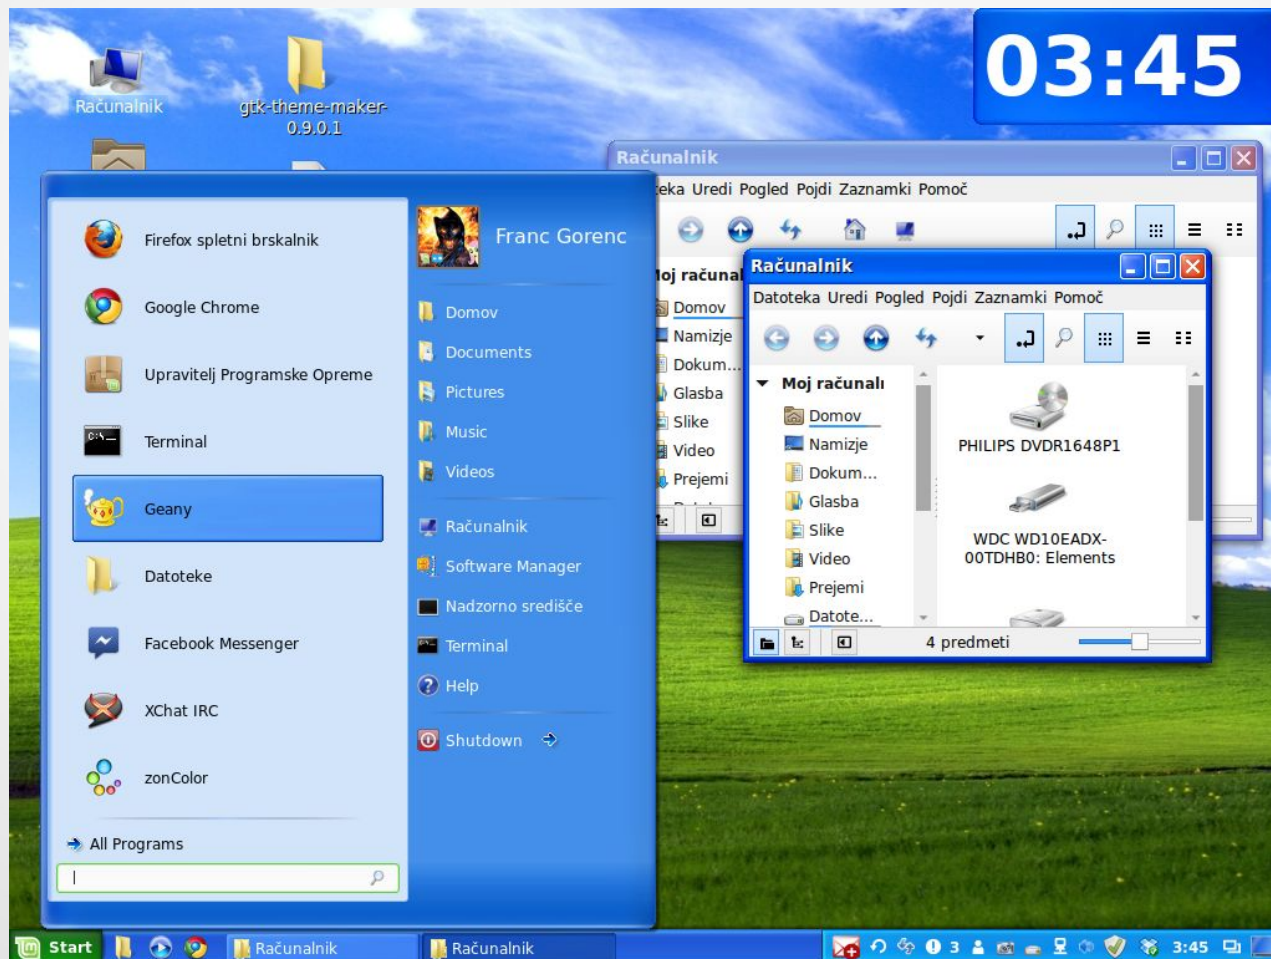 03:45
Računalnik
gtk-theme-maker-
0.9.0.1
Računalnik
eka Uredi Pogled Pojdi Zaznamki Pomoč
Domov
Namizje
Dokum...
Glasba
Slike
Video
Prejemi
Računalnik
Datoteka Uredi Pogled Pojdi Zaznamki Pomoč
Moj računalı
Domov
Namizje
Dokum...
Glasba
Slike
Video
Prejemi
Datote...
PHILIPS DVDR1648P1
WDC WD10EADX-
00TDHB0: Elements
4 predmeti
Firefox spletni brskalnik
Google Chrome
Upravitelj Programske Opreme
Terminal
Geany
Datoteke
Facebook Messenger
XChat IRC
zonColor
All Programs
Franc Gorenc
Domov
Documents
Pictures
Music
Videos
Računalnik
Software Manager
Nadzorno središče
Terminal
Help
Shutdown
Start
Računalnik
Računalnik
3
3:45